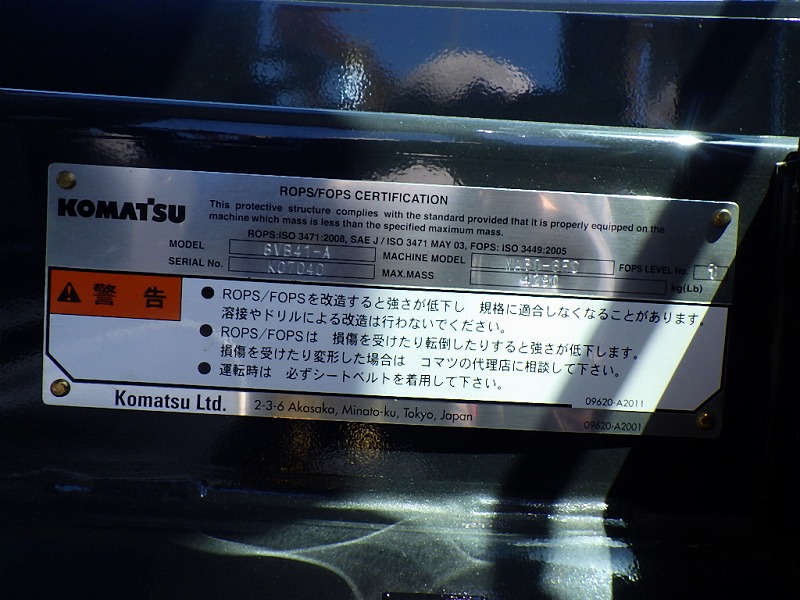 ROPS/FOPS CERTIFICATION
KOMATSU
This protective structure complies with the standard provided that it is properly equipped on the
machine which mass is less than the specified maximum mass.
ROPS:ISO 3471:2008, SAE J / ISO 3471 MAY 03, FOPS: ISO 3449:2005
MODEL MACHINE MODEL FOPS LEVEL No.
SERIAL No. K07040 MAX.MASS 4290 kg(Lb)
警告
● ROPS/FOPSを改造すると強さが低下し 規格に適合しなくなることがあります。
溶接やドリルによる改造は行わないでください。
● ROPS/FOPSは 損傷を受けたり転倒したりすると強さが低下します。
損傷を受けたり変形した場合は コマツの代理店に相談して下さい。
● 運転時は 必ずシートベルトを着用して下さい。
09620-A2011
Komatsu Ltd. 2-3-6 Akasaka, Minato-ku, Tokyo, Japan
09620-A2001